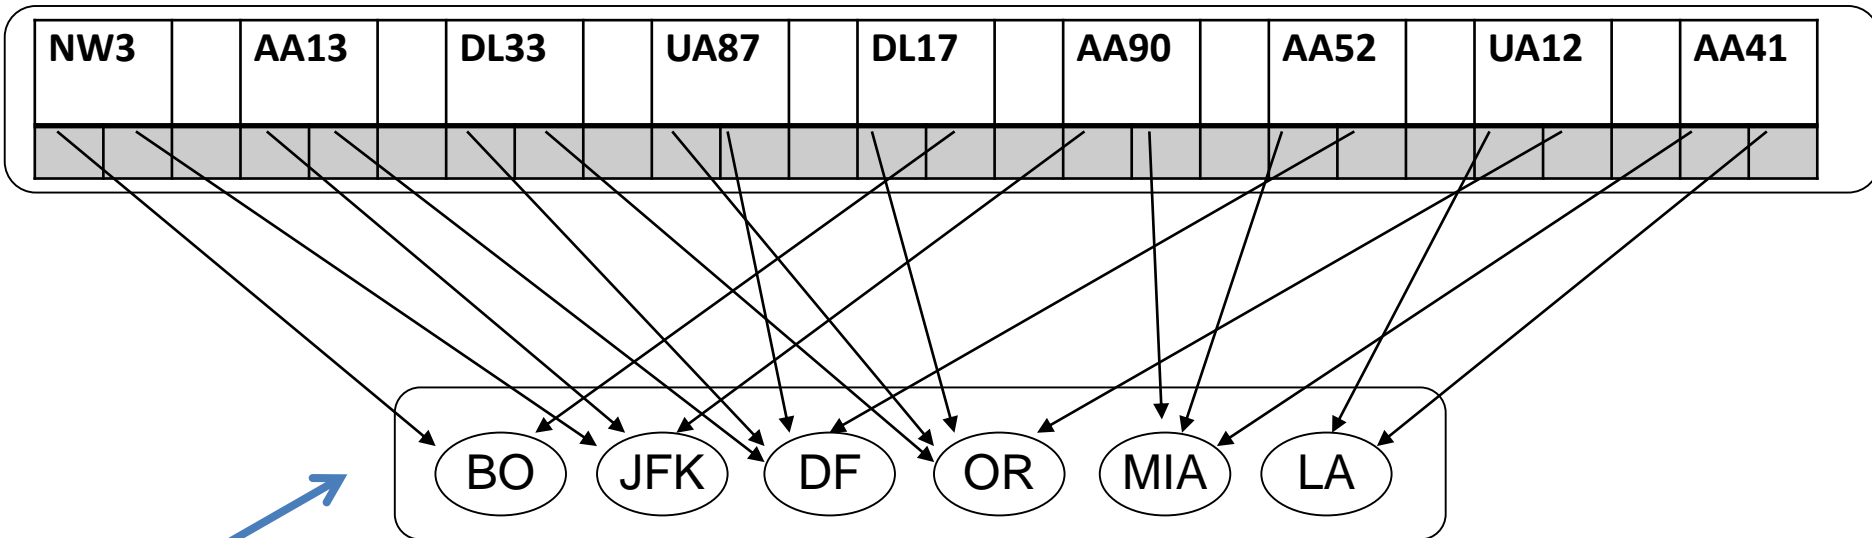 NW3 AA13 DL33 UA87 DL17 AA90 AA52 UA12 AA41
BO JFK DF OR MIA LA